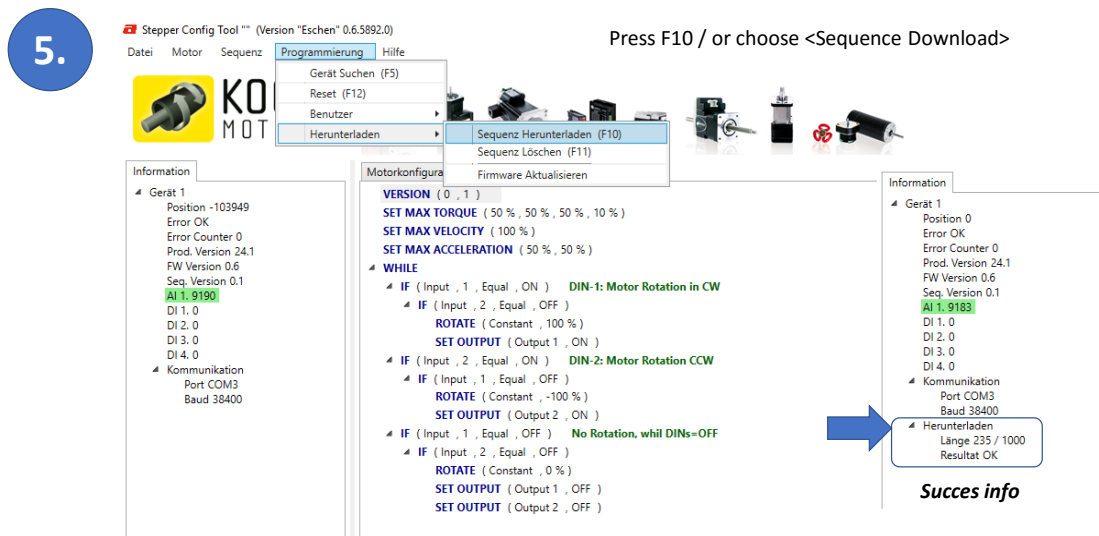 5.
Stepper Config Tool "" (Version "Eschen" 0.6.5892.0)
Press F10 / or choose <Sequence Download>
Datei Motor Sequenz Programmierung Hilfe
Gerät Suchen (F5)
Reset (F12)
Benutzer
Herunterladen
Sequenz Herunterladen (F10)
Sequenz Löschen (F11)
Firmware Aktualisieren
MOT
Information
Gerät 1
Position -103949
Error OK
Error Counter 0
Prod. Version 24.1
FW Version 0.6
Seq. Version 0.1
AI 1. 9190
DI 1. 0
DI 2. 0
DI 3. 0
DI 4. 0
Kommunikation
Port COM3
Baud 38400
Motorkonfigura
VERSION ( 0 , 1 )
SET MAX TORQUE ( 50 % , 50 % , 50 % , 10 % )
SET MAX VELOCITY ( 100 % )
SET MAX ACCELERATION ( 50 % , 50 % )
WHILE
IF ( Input , 1 , Equal , ON ) DIN-1: Motor Rotation in CW
IF ( Input , 2 , Equal , OFF )
ROTATE ( Constant , 100 % )
SET OUTPUT ( Output 1 , ON )
IF ( Input , 2 , Equal , ON ) DIN-2: Motor Rotation CCW
IF ( Input , 1 , Equal , OFF )
ROTATE ( Constant , -100 % )
SET OUTPUT ( Output 2 , ON )
IF ( Input , 1 , Equal , OFF ) No Rotation, whil DINs=OFF
IF ( Input , 2 , Equal , OFF )
ROTATE ( Constant , 0 % )
SET OUTPUT ( Output 1 , OFF )
SET OUTPUT ( Output 2 , OFF )
Information
Gerät 1
Position 0
Error OK
Error Counter 0
Prod. Version 24.1
FW Version 0.6
Seq. Version 0.1
AI 1. 9183
DI 1. 0
DI 2. 0
DI 3. 0
DI 4. 0
Kommunikation
Port COM3
Baud 38400
Herunterladen
Länge 235 / 1000
Resultat OK
Succes info